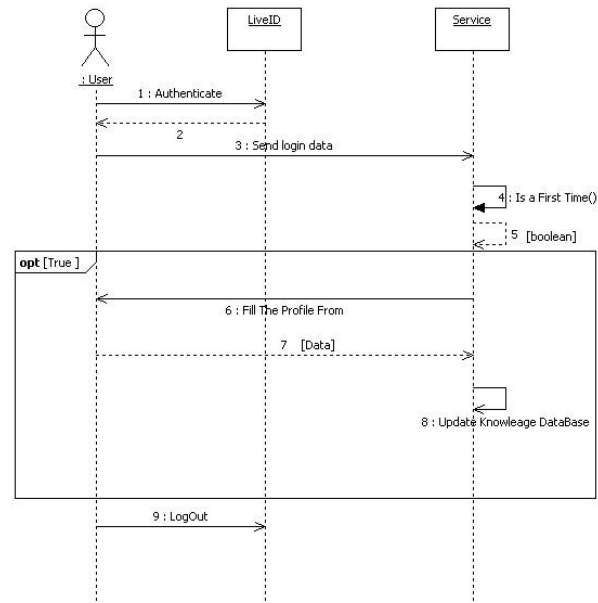 LiveID
Service
: User
1 : Authenticate
2
3 : Send login data
4 : Is a First Time()
5 [boolean]
opt [True ]
6 : Fill The Profile From
7 [Data]
8 : Update Knowleage DataBase
9 : LogOut